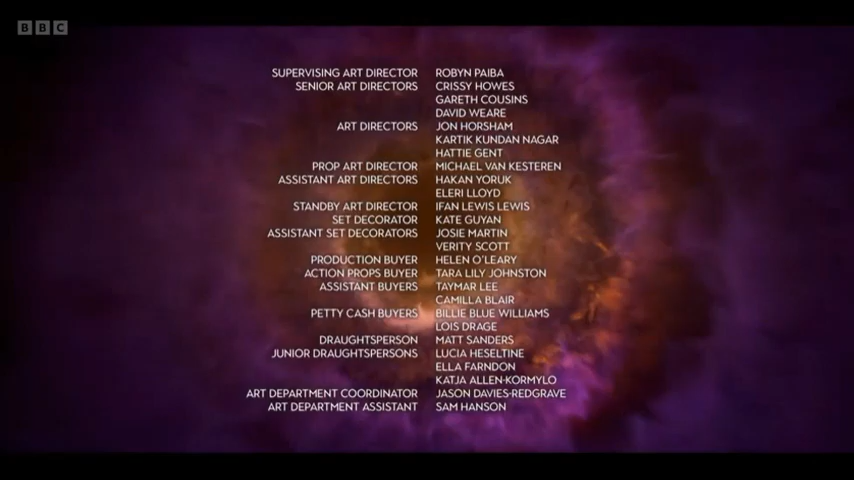 BBC
SUPERVISING ART DIRECTOR ROBYN PAIBA
SENIOR ART DIRECTORS CRISSY HOWES
GARETH COUSINS
DAVID WEARE
ART DIRECTORS JON HORSHAM
KARTIK KUNDAN NAGAR
HATTIE GENT
PROP ART DIRECTOR MICHAEL VAN KESTEREN
ASSISTANT ART DIRECTORS HAKAN YORUK
ELERI LLOYD
STANDBY ART DIRECTOR IFAN LEWIS LEWIS
SET DECORATOR KATE GUYAN
ASSISTANT SET DECORATORS JOSIE MARTIN
VERITY SCOTT
PRODUCTION BUYER HELEN O'LEARY
ACTION PROPS BUYER TARA LILY JOHNSTON
ASSISTANT BUYERS TAYMAR LEE
CAMILLA BLAIR
PETTY CASH BUYERS BILLIE BLUE WILLIAMS
LOIS DRAGE
DRAUGHTSPERSON MATT SANDERS
JUNIOR DRAUGHTSPERSONS LUCIA HESELTINE
ELLA FARNDON
KATJA ALLEN-KORMYLO
ART DEPARTMENT COORDINATOR JASON DAVIES-REDGRAVE
ART DEPARTMENT ASSISTANT SAM HANSON